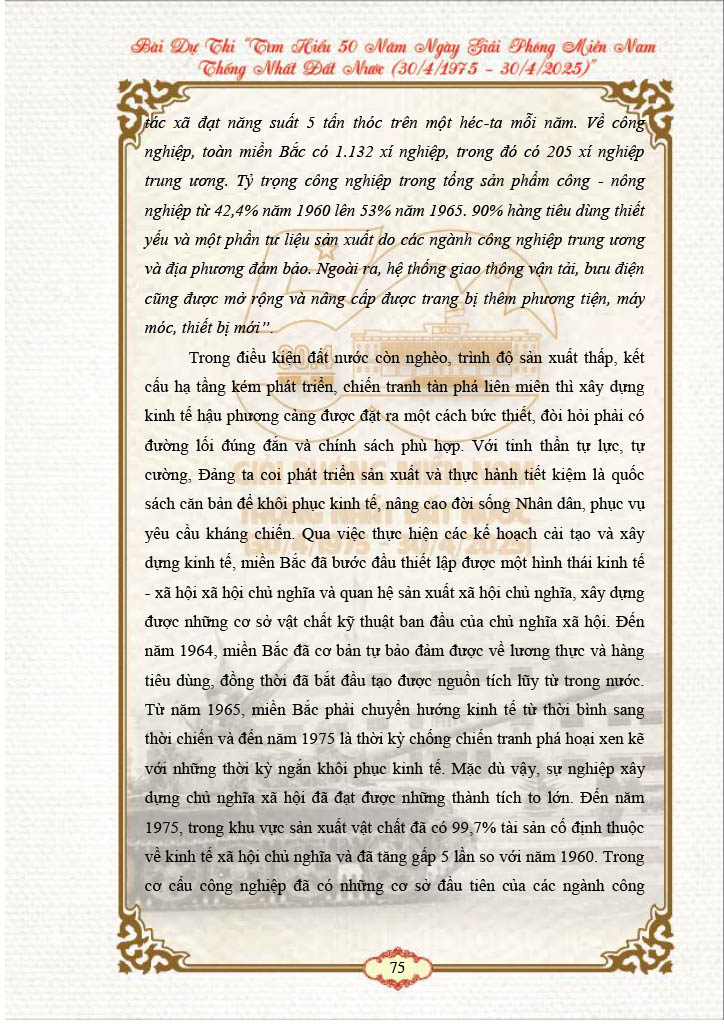 Bài Dự Thi "Tìm Hiểu 50 Năm Ngày Giải Phóng Miền Nam
Thống Nhất Đất Nước (30/4/1975 - 30/4/2025)"
tác xã đạt năng suất 5 tấn thóc trên một héc-ta mỗi năm. Về công
nghiệp, toàn miền Bắc có 1.132 xí nghiệp, trong đó có 205 xí nghiệp
trung ương. Tỷ trọng công nghiệp trong tổng sản phẩm công - nông
nghiệp từ 42,4% năm 1960 lên 53% năm 1965. 90% hàng tiêu dùng thiết
yếu và một phần tư liệu sản xuất do các ngành công nghiệp trung ương
và địa phương đảm bảo. Ngoài ra, hệ thống giao thông vận tải, bưu điện
cũng được mở rộng và nâng cấp được trang bị thêm phương tiện, máy
móc, thiết bị mới”.
Trong điều kiện đất nước còn nghèo, trình độ sản xuất thấp, kết
cấu hạ tầng kém phát triển, chiến tranh tàn phá liên miên thì xây dựng
kinh tế hậu phương càng được đặt ra một cách bức thiết, đòi hỏi phải có
đường lối đúng đắn và chính sách phù hợp. Với tinh thần tự lực, tự
cường, Đảng ta coi phát triển sản xuất và thực hành tiết kiệm là quốc
sách căn bản để khôi phục kinh tế, nâng cao đời sống Nhân dân, phục vụ
yêu cầu kháng chiến. Qua việc thực hiện các kế hoạch cải tạo và xây
dựng kinh tế, miền Bắc đã bước đầu thiết lập được một hình thái kinh tế
- xã hội xã hội chủ nghĩa và quan hệ sản xuất xã hội chủ nghĩa, xây dựng
được những cơ sở vật chất kỹ thuật ban đầu của chủ nghĩa xã hội. Đến
năm 1964, miền Bắc đã cơ bản tự bảo đảm được về lương thực và hàng
tiêu dùng, đồng thời đã bắt đầu tạo được nguồn tích lũy từ trong nước.
Từ năm 1965, miền Bắc phải chuyển hướng kinh tế từ thời bình sang
thời chiến và đến năm 1975 là thời kỳ chống chiến tranh phá hoại xen kẽ
với những thời kỳ ngắn khôi phục kinh tế. Mặc dù vậy, sự nghiệp xây
dựng chủ nghĩa xã hội đã đạt được những thành tích to lớn. Đến năm
1975, trong khu vực sản xuất vật chất đã có 99,7% tài sản cố định thuộc
về kinh tế xã hội chủ nghĩa và đã tăng gấp 5 lần so với năm 1960. Trong
cơ cấu công nghiệp đã có những cơ sở đầu tiên của các ngành công
30.4
GIẢI PHÓNG MIỀN NAM
THỐNG NHẤT ĐẤT NƯỚC
(30/4/1975 - 30/4/2025)
75